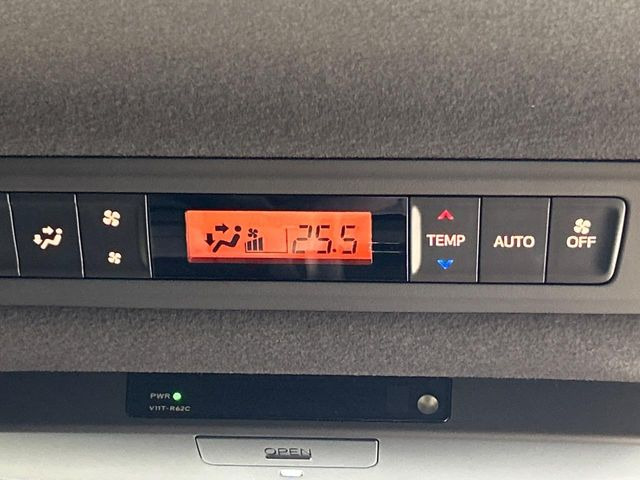 25.5
TEMP
AUTO
OFF
PWR
V11T-R62C
OPEN